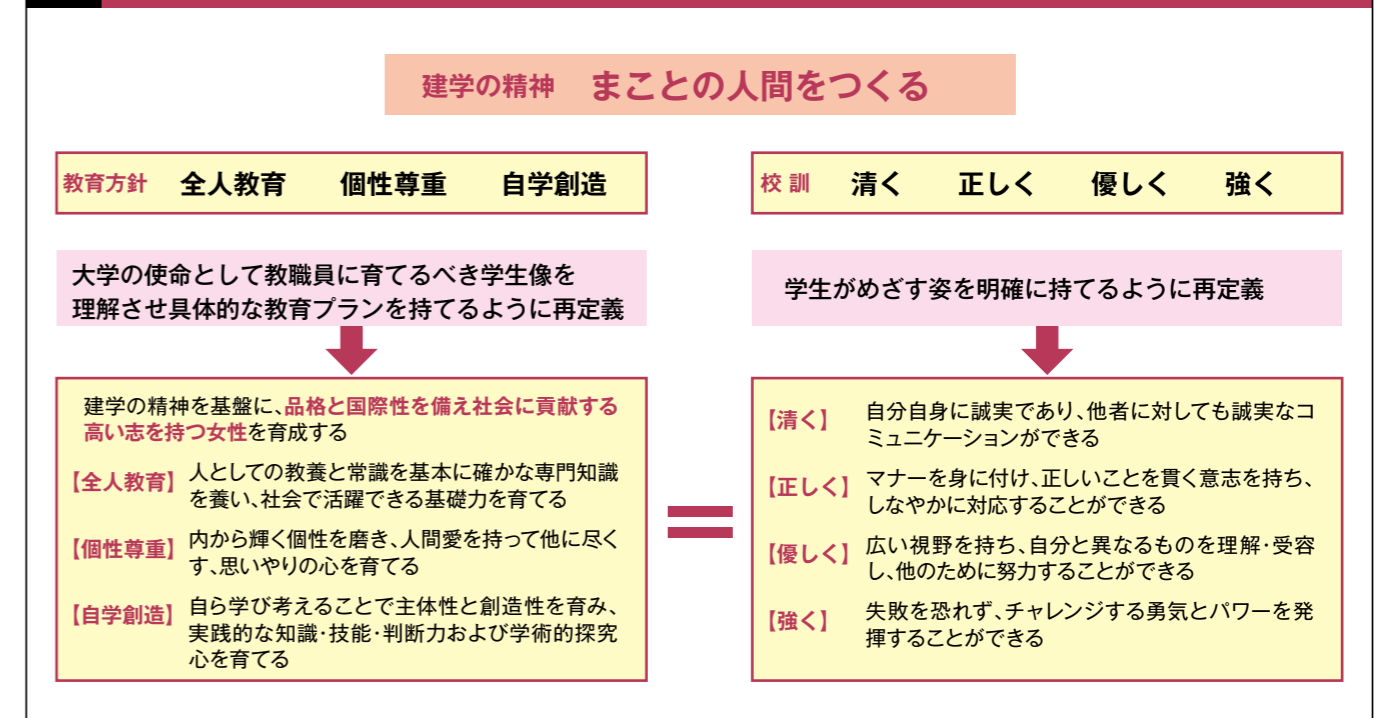 建学の精神 まことの人間をつくる
教育方針 全人教育 個性尊重 自学創造
大学の使命として教職員に育てるべき学生像を
理解させ具体的な教育プランを持てるように再定義
建学の精神を基盤に、品格と国際性を備え社会に貢献する
高い志を持つ女性を育成する
【全人教育】人としての教養と常識を基本に確かな専門知識
を養い、社会で活躍できる基礎力を育てる
【個性尊重】内から輝く個性を磨き、人間愛を持って他に尽く
す、思いやりの心を育てる
【自学創造】自ら学び考えることで主体性と創造性を育み、
実践的な知識・技能・判断力および学術的探究
心を育てる
=
校訓 清く 正しく 優しく 強く
学生がめざす姿を明確に持てるように再定義
【清く】 自分自身に誠実であり、他者に対しても誠実なコ
ミュニケーションができる
【正しく】 マナーを身に付け、正しいことを貫く意志を持ち、
しなやかに対応することができる
【優しく】 広い視野を持ち、自分と異なるものを理解・受容
し、他のために努力することができる
【強く】 失敗を恐れず、チャレンジする勇気とパワーを発
揮することができる